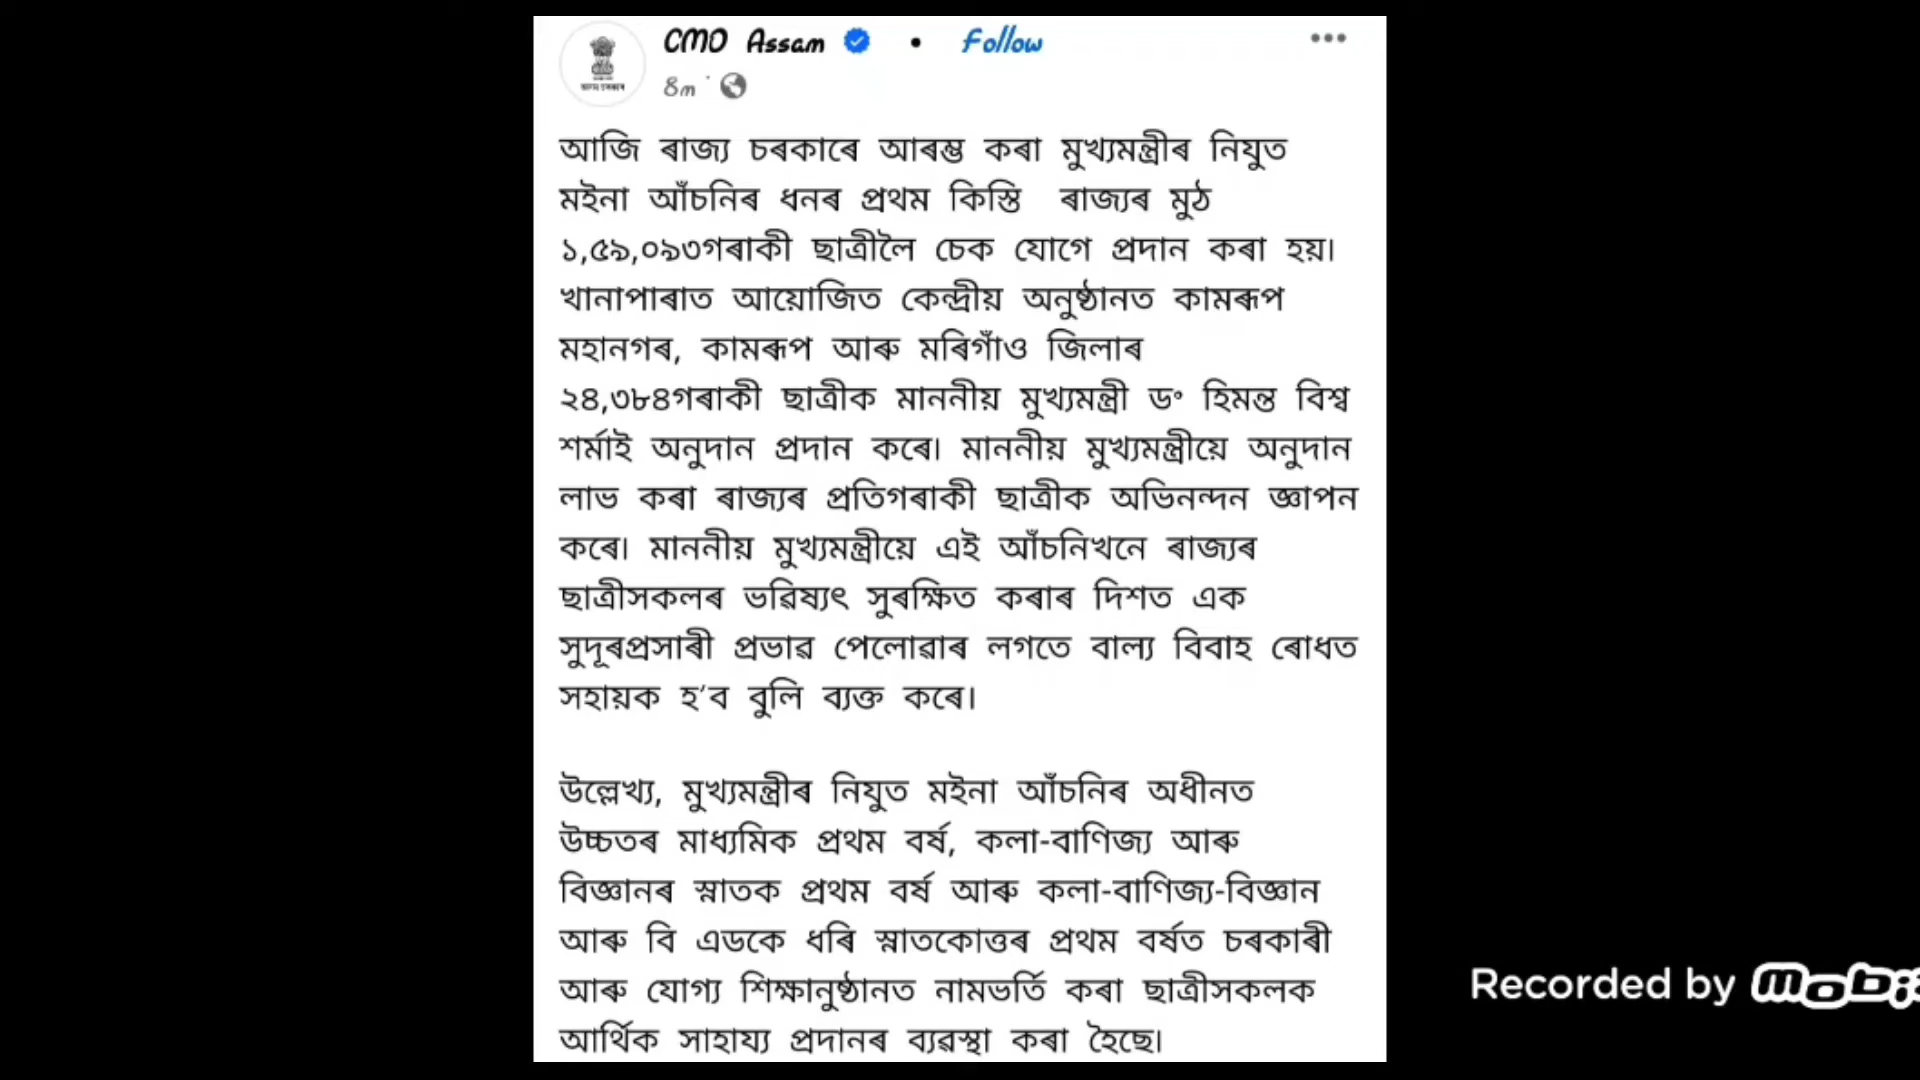 CMO Assam • Follow
8m
আজি ৰাজ্য চৰকাৰে আৰম্ভ কৰা মুখ্যমন্ত্ৰীৰ নিযুত
মইনা আঁচনিৰ ধনৰ প্ৰথম কিস্তি ৰাজ্যৰ মুঠ
১,৫৯,০৯৩গৰাকী ছাত্ৰীলৈ চেক যোগে প্ৰদান কৰা হয়।
খানাপাৰাত আয়োজিত কেন্দ্ৰীয় অনুষ্ঠানত কামৰূপ
মহানগৰ, কামৰূপ আৰু মৰিগাঁও জিলাৰ
২৪,৩৮৪গৰাকী ছাত্ৰীক মাননীয় মুখ্যমন্ত্ৰী ডঃ হিমন্ত বিশ্ব
শৰ্মাই অনুদান প্ৰদান কৰে। মাননীয় মুখ্যমন্ত্ৰীয়ে অনুদান
লাভ কৰা ৰাজ্যৰ প্ৰতিগৰাকী ছাত্ৰীক অভিনন্দন জ্ঞাপন
কৰে। মাননীয় মুখ্যমন্ত্ৰীয়ে এই আঁচনিখনে ৰাজ্যৰ
ছাত্ৰীসকলৰ ভৱিষ্যৎ সুৰক্ষিত কৰাৰ দিশত এক
সুদূৰপ্ৰসাৰী প্ৰভাৱ পেলোৱাৰ লগতে বাল্য বিবাহ ৰোধত
সহায়ক হ’ব বুলি ব্যক্ত কৰে।
উল্লেখ্য, মুখ্যমন্ত্ৰীৰ নিযুত মইনা আঁচনিৰ অধীনত
উচ্চতৰ মাধ্যমিক প্ৰথম বৰ্ষ, কলা-বাণিজ্য আৰু
বিজ্ঞানৰ স্নাতক প্ৰথম বৰ্ষ আৰু কলা-বাণিজ্য-বিজ্ঞান
আৰু বি এডকে ধৰি স্নাতকোত্তৰ প্ৰথম বৰ্ষত চৰকাৰী
আৰু যোগ্য শিক্ষানুষ্ঠানত নামভৰ্তি কৰা ছাত্ৰীসকলক
আৰ্থিক সাহায্য প্ৰদানৰ ব্যৱস্থা কৰা হৈছে।
Recorded by